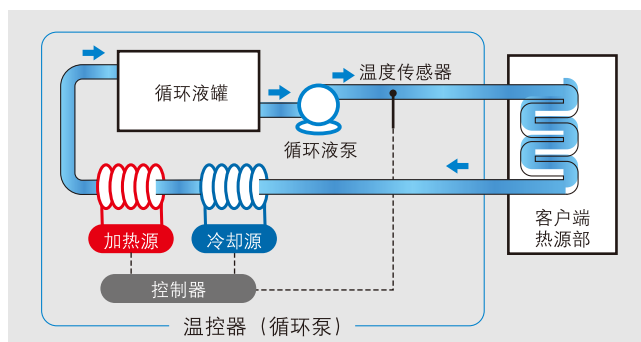 温度传感器
循环液罐
循环液泵
客户端
热源部
加热源
冷却源
控制器
温控器（循环泵）